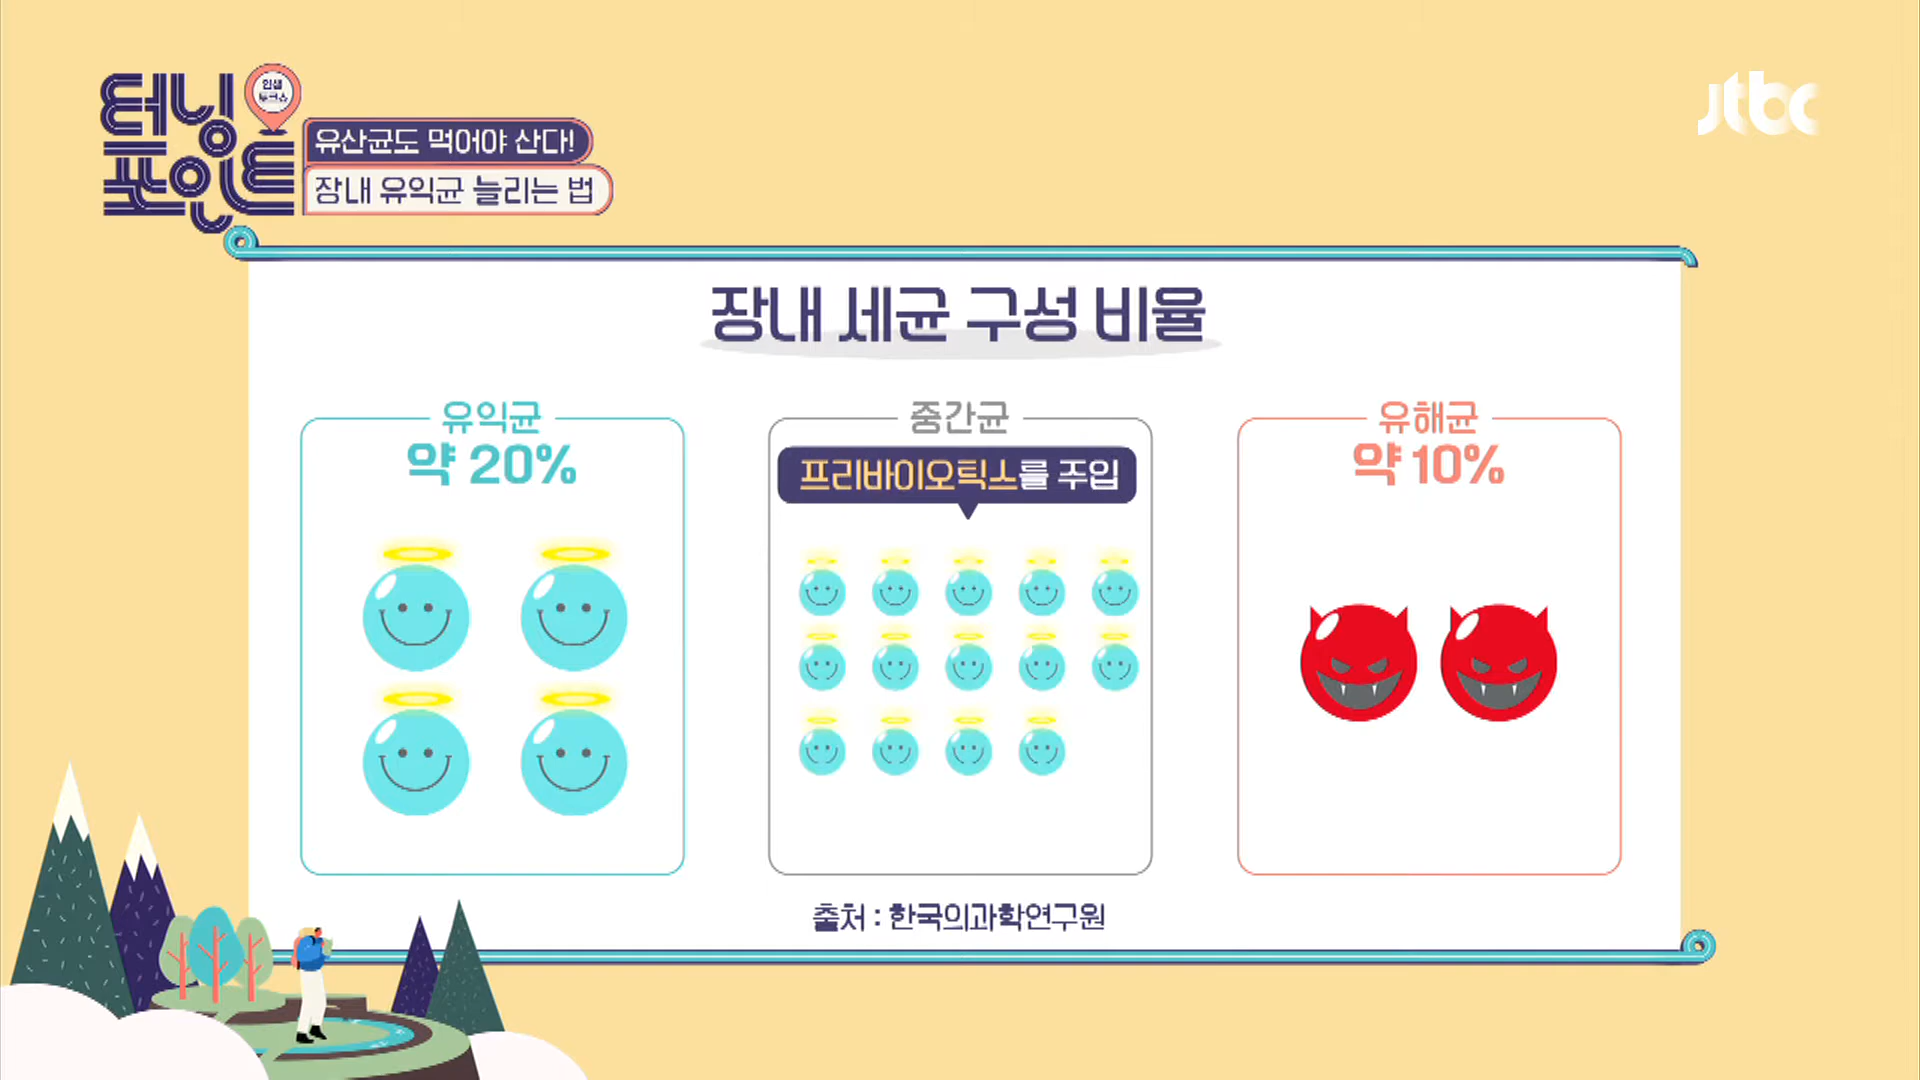 터닝
포인트
인생
토크쇼
유산균도 먹어야 산다!
장내 유익균 늘리는 법
jtbc
장내 세균 구성 비율
유익균
약 20%
중간균
프리바이오틱스를 주입
유해균
약 10%
출처 : 한국의과학연구원